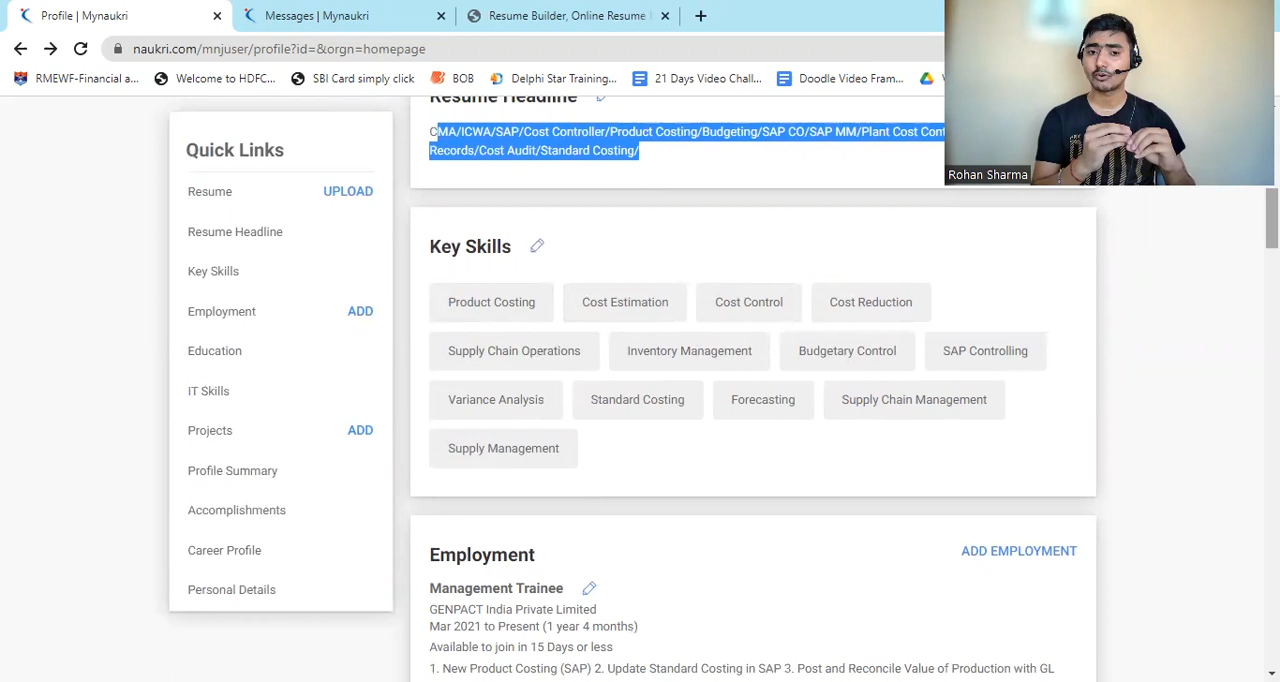 Profile | Mynaukri
Messages | Mynaukri
Resume Builder, Online Resume
naukri.com/mnjuser/profile?id=&orgn=homepage
RMEWF-Financial a...
Welcome to HDFC...
SBI Card simply click
BOB
Delphi Star Training...
21 Days Video Chall...
Doodle Video Fram...
Rohan Sharma
Quick Links
Resume UPLOAD
Resume Headline
Key Skills
Employment ADD
Education
IT Skills
Projects ADD
Profile Summary
Accomplishments
Career Profile
Personal Details
Resume Headline
CMA/ICWA/SAP/Cost Controller/Product Costing/Budgeting/SAP CO/SAP MM/Plant Cost Cont
Records/Cost Audit/Standard Costing/
Key Skills
Product Costing Cost Estimation Cost Control Cost Reduction
Supply Chain Operations Inventory Management Budgetary Control SAP Controlling
Variance Analysis Standard Costing Forecasting Supply Chain Management
Supply Management
Employment ADD EMPLOYMENT
Management Trainee
GENPACT India Private Limited
Mar 2021 to Present (1 year 4 months)
Available to join in 15 Days or less
1. New Product Costing (SAP) 2. Update Standard Costing in SAP 3. Post and Reconcile Value of Production with GL